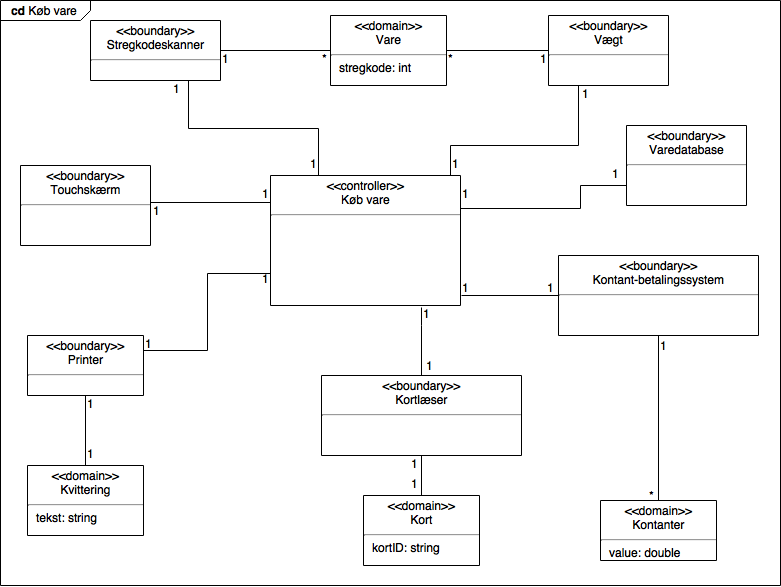 cd Køb vare
<<boundary>>
Stregkodeskanner
1
1
<<domain>>
Vare
stregkode: int
*
*
<<boundary>>
Vægt
1
1
<<boundary>>
Varedatabase
1
<<boundary>>
Touchskærm
1
<<controller>>
Køb vare
1
1
1
1
1
1
1
<<boundary>>
Kontant-betalingssystem
1
1
<<boundary>>
Printer
1
1
<<boundary>>
Kortlæser
1
1
<<domain>>
Kvittering
tekst: string
1
<<domain>>
Kort
kortID: string
1
<<domain>>
Kontanter
value: double
*